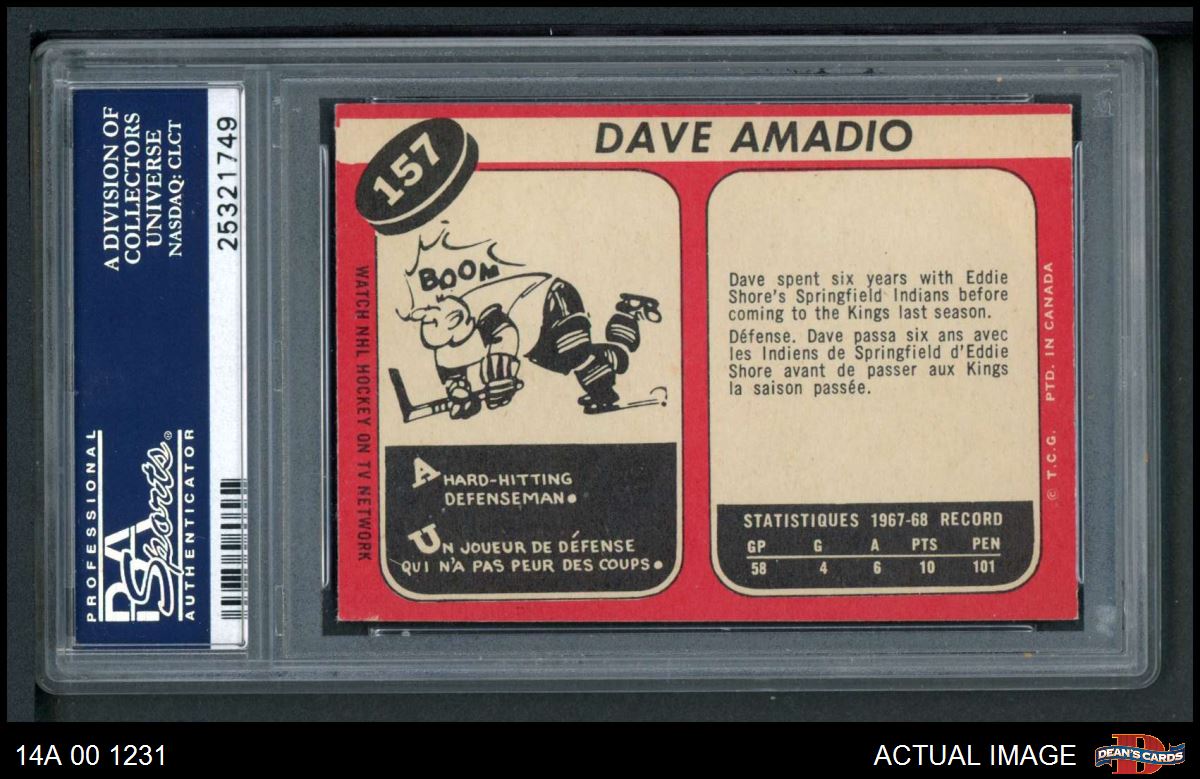 A DIVISION OF
COLLECTORS
UNIVERSE
NASDAQ: CLCT
25321749
PROFESSIONAL
PSA
Sports®
AUTHENTICATOR
DAVE AMADIO
157
BOOM
WATCH NHL HOCKEY ON TV NETWORK
A HARD-HITTING
DEFENSEMAN.
UN JOUEUR DE DÉFENSE
QUI N'A PAS PEUR DES COUPS.
Dave spent six years with Eddie
Shore's Springfield Indians before
coming to the Kings last season.
Défense. Dave passa six ans avec
les Indiens de Springfield d'Eddie
Shore avant de passer aux Kings
la saison passée.
STATISTIQUES 1967-68 RECORD
GP G A PTS PEN
58 4 6 10 101
© T.C.G. PTD. IN CANADA
14A 00 1231
ACTUAL IMAGE
DEAN'S CARDS